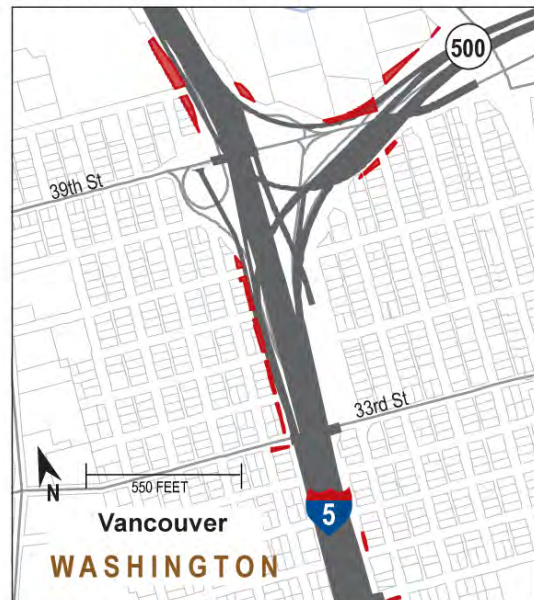 500
39th St
33rd St
N
550 FEET
5
Vancouver
WASHINGTON